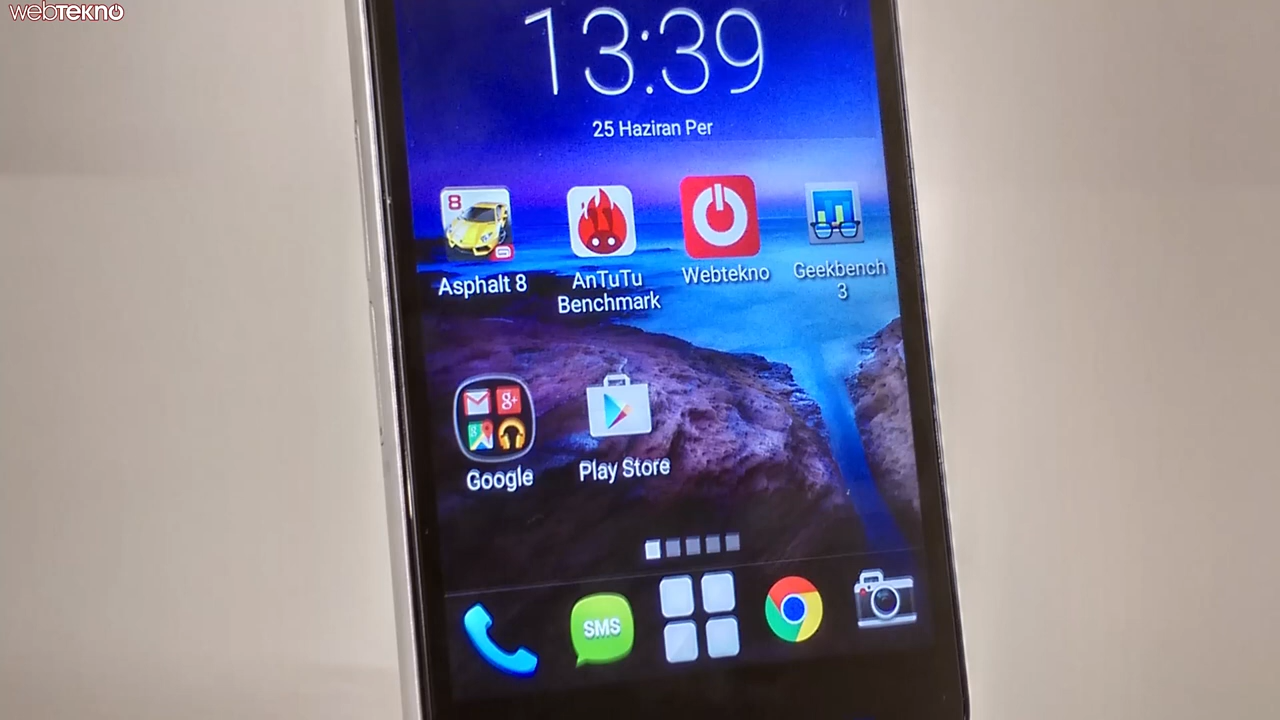 webtekno
13:39
25 Haziran Per
8
Asphalt 8
AnTuTu
Benchmark
Webtekno
Geekbench
3
g+
g
Google
Play Store
SMS